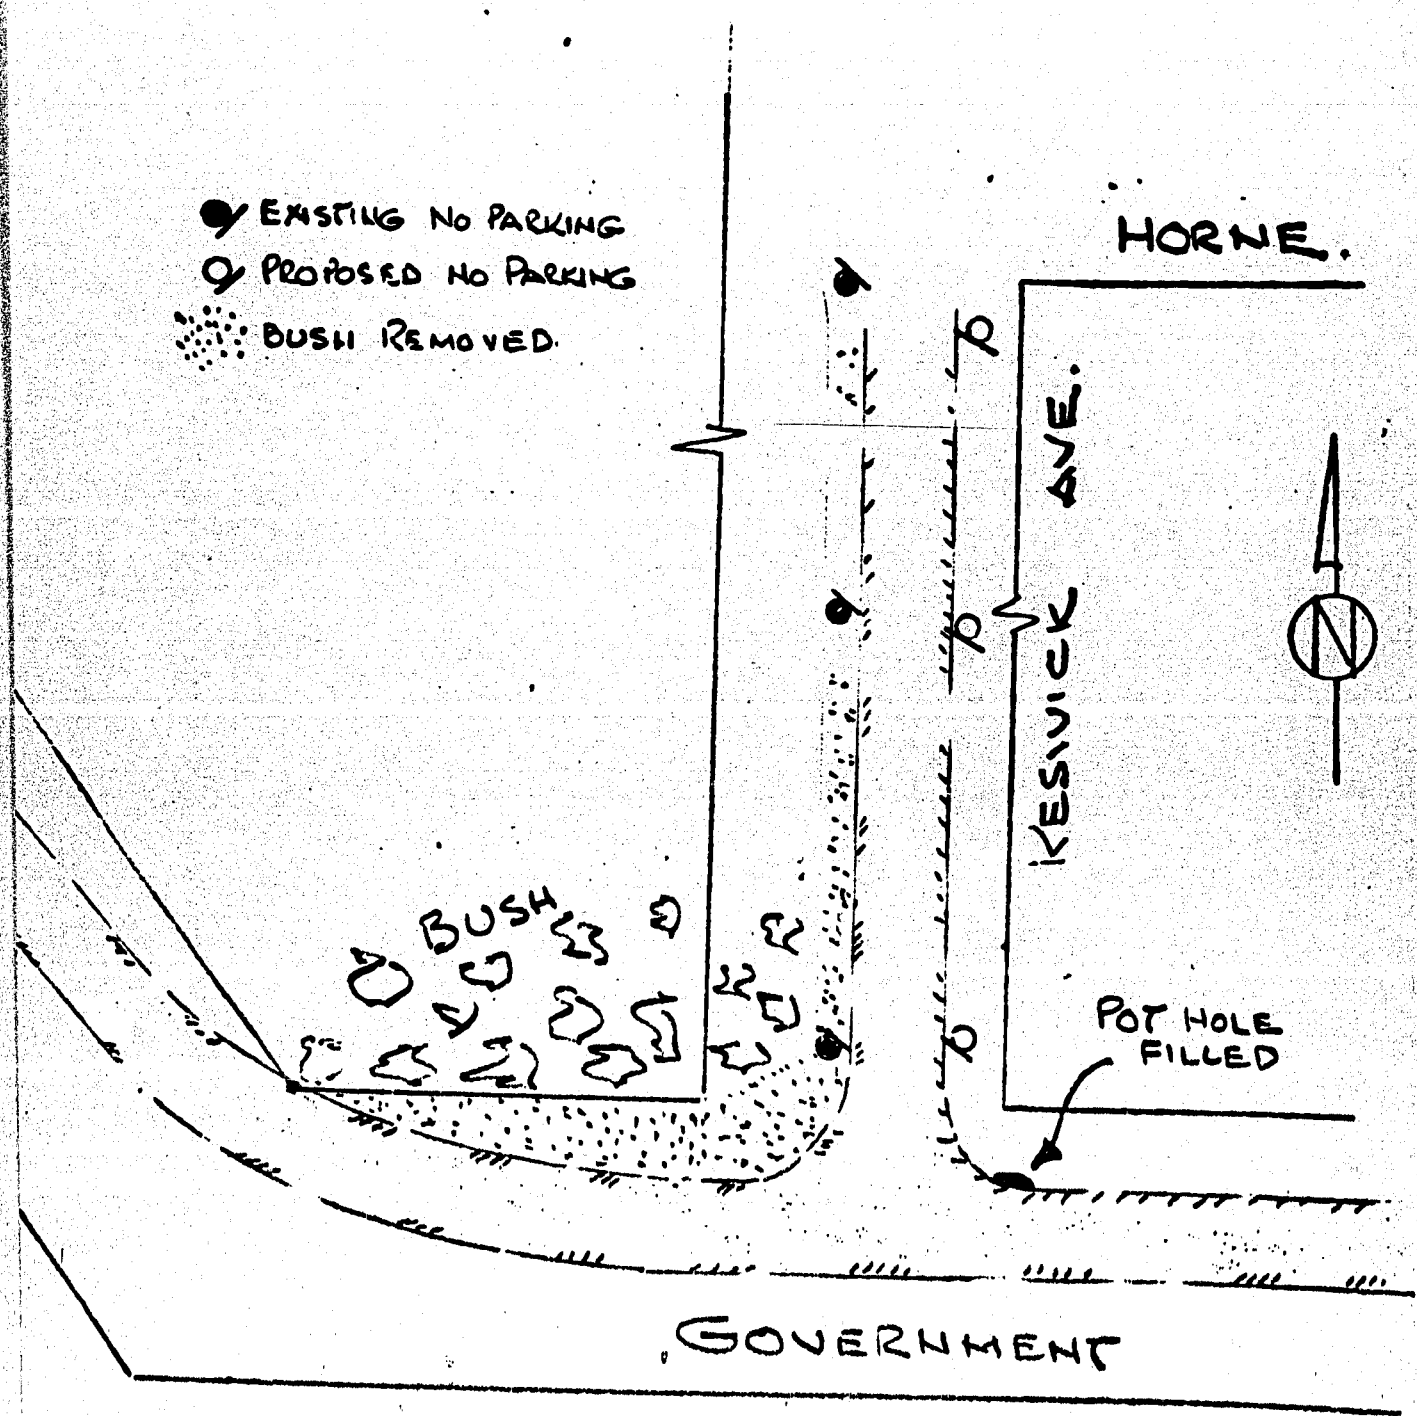 EXISTING NO PARKING
PROPOSED NO PARKING
BUSH REMOVED.
HORNE.
KESWICK AVE.
N
BUSH
POT HOLE
FILLED
GOVERNMENT